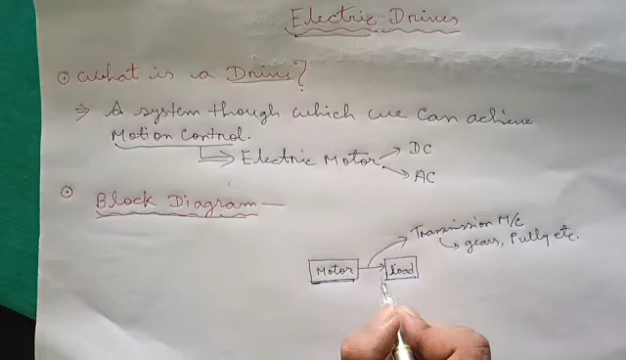 Electric Drives
⊙ What is a Drive?
⇒ A system though which we can achieve
Motion Control.
Electric Motor
DC
AC
⊙ Block Diagram —
Transmission M/c
gears, Pully etc.
Motor
load